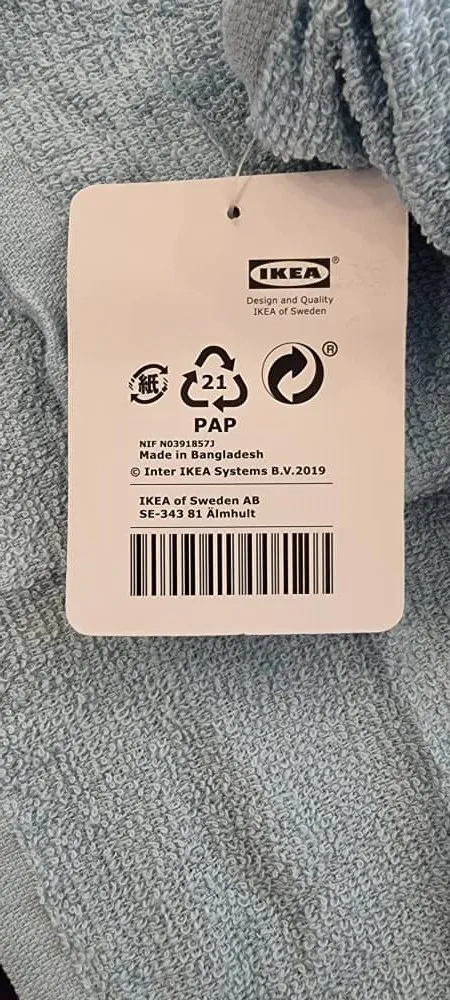 IKEA®
Design and Quality
IKEA of Sweden
紙
21
®
PAP
NIF N0391857J
Made in Bangladesh
© Inter IKEA Systems B.V.2019
IKEA of Sweden AB
SE-343 81 Älmhult